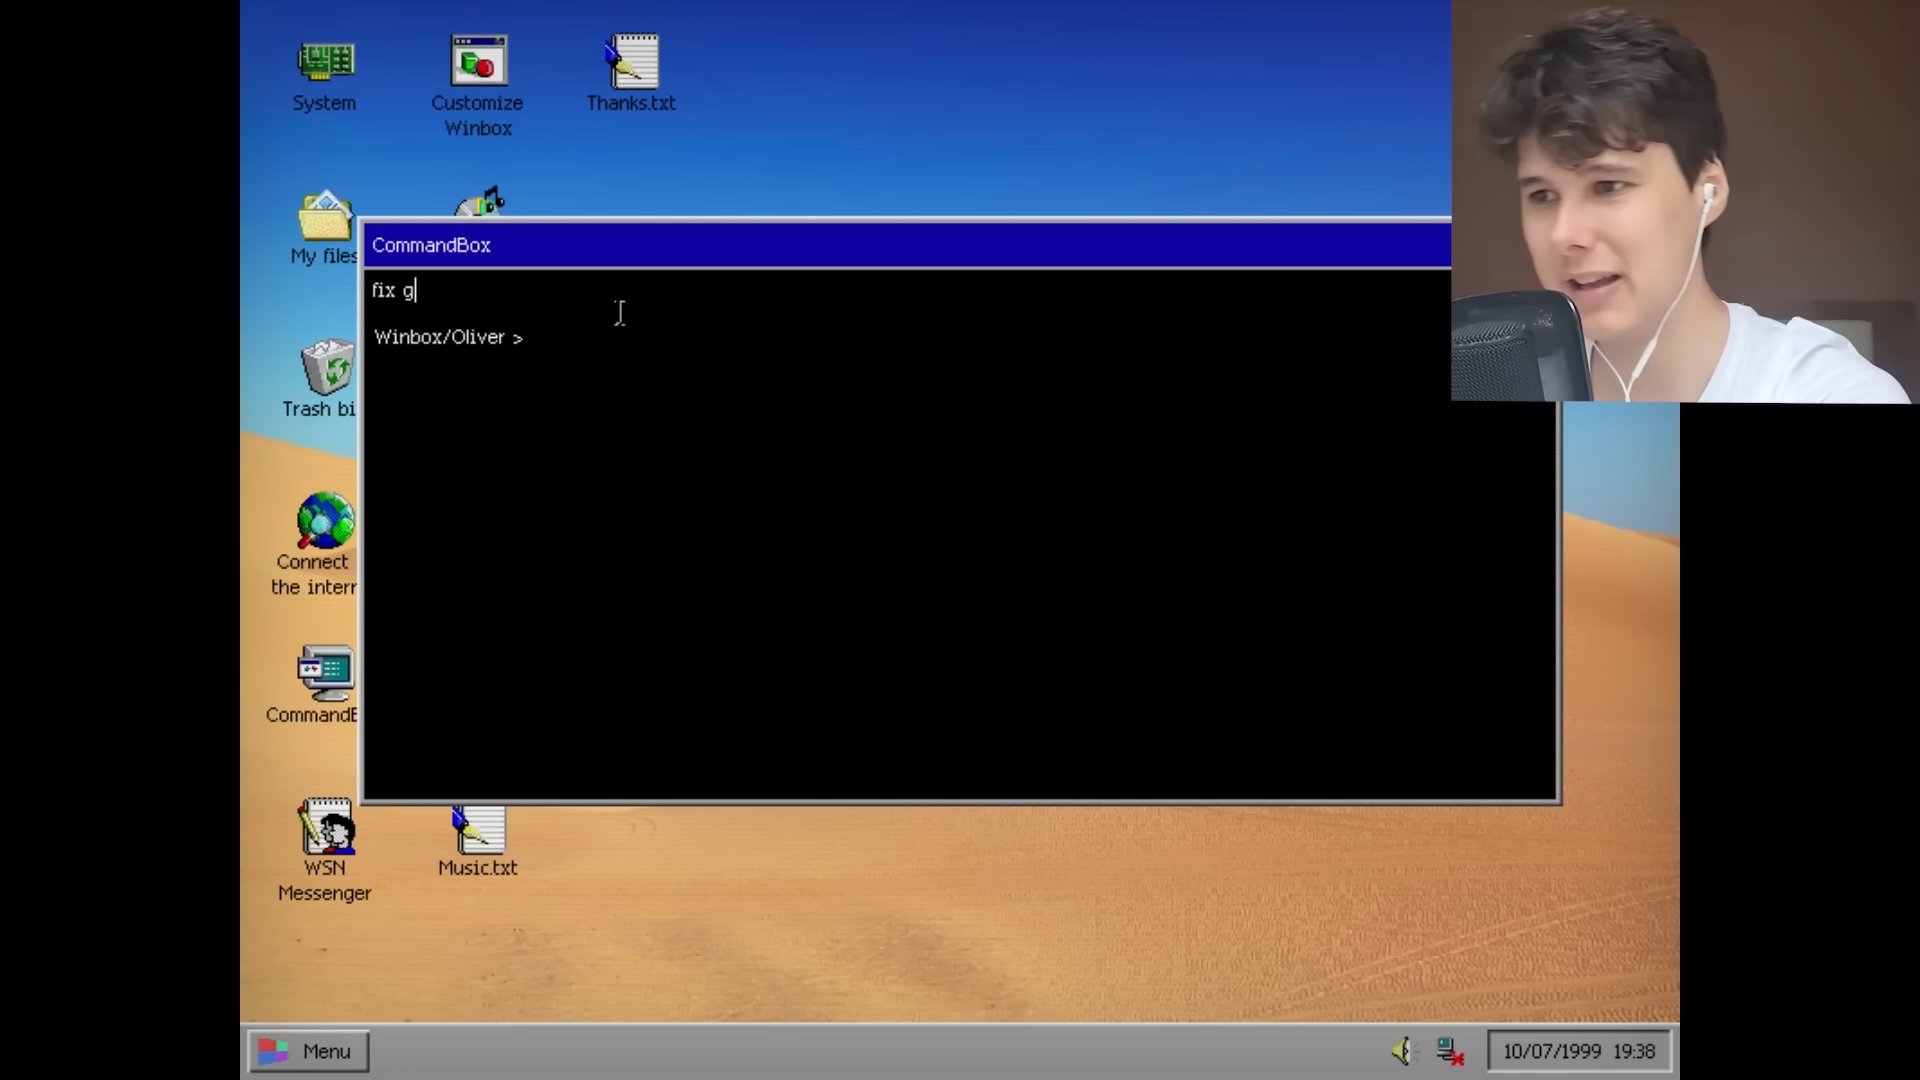 System
Customize
Winbox
Thanks.txt
My files
CommandBox
fix g
Winbox/Oliver >
Trash bi
Connect
the interr
CommandB
WSN
Messenger
Music.txt
Menu
10/07/1999 19:38